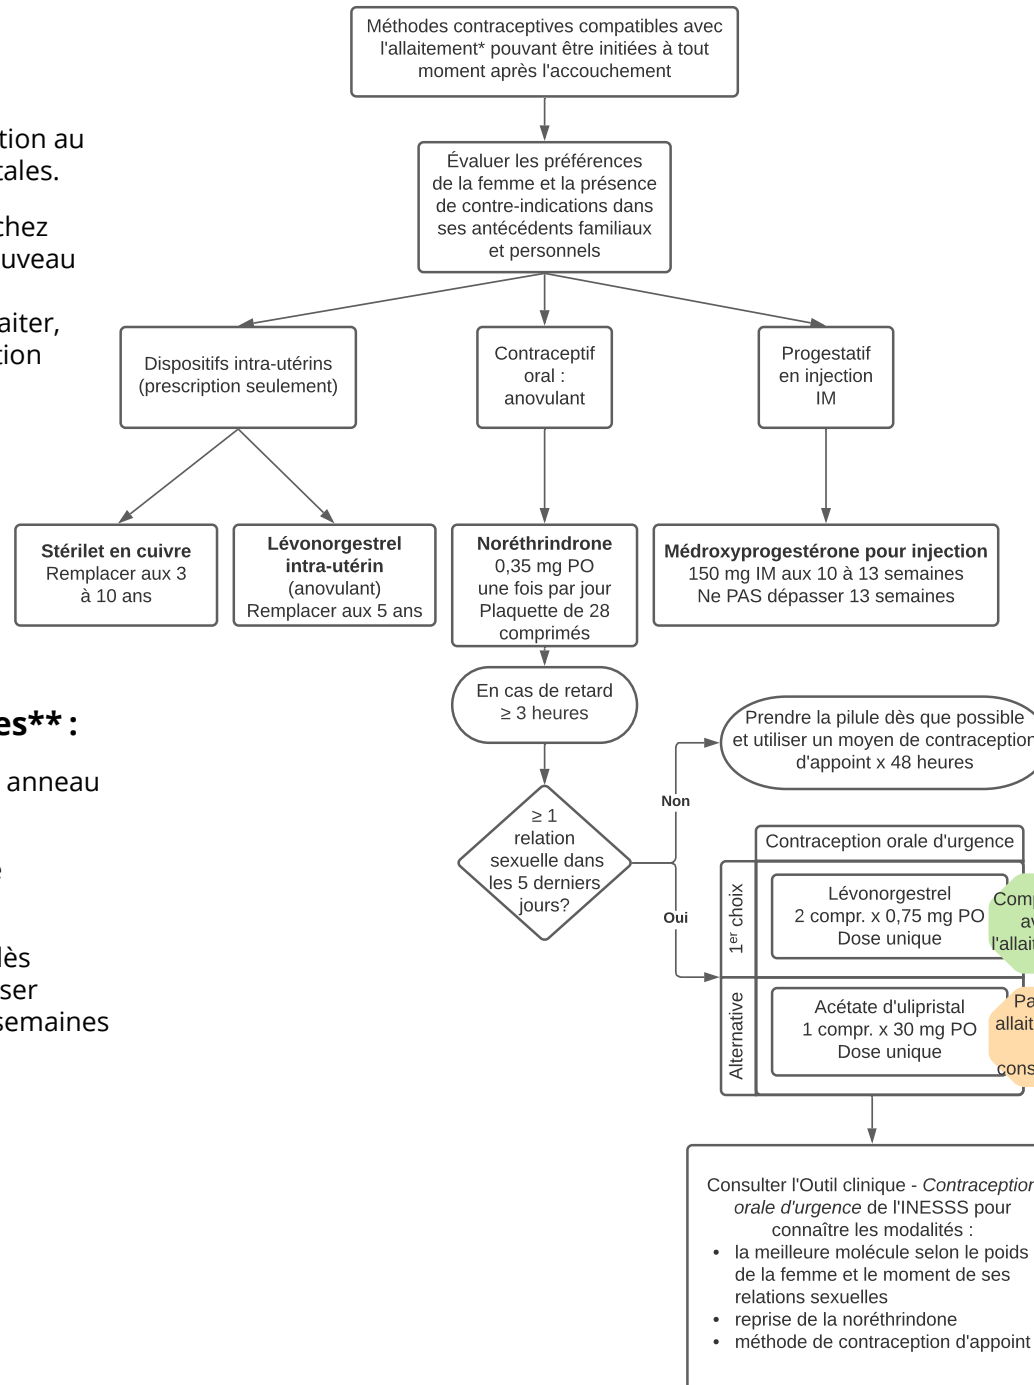 Méthodes contraceptives compatibles avec
l'allaitement* pouvant être initiées à tout
moment après l'accouchement
tion au
tales.
chez
uveau
aiter,
tion
Évaluer les préférences
de la femme et la présence
de contre-indications dans
ses antécédents familiaux
et personnels
Dispositifs intra-utérins
(prescription seulement)
Contraceptif
oral :
anovulant
Progestatif
en injection
IM
Stérilet en cuivre
Remplacer aux 3
à 10 ans
Lévonorgestrel
intra-utérin
(anovulant)
Remplacer aux 5 ans
Noréthrindrone
0,35 mg PO
une fois par jour
Plaquette de 28
comprimés
Médroxyprogestérone pour injection
150 mg IM aux 10 à 13 semaines
Ne PAS dépasser 13 semaines
En cas de retard
≥ 3 heures
es** :
anneau
ser
semaines
≥ 1
relation
sexuelle dans
les 5 derniers
jours?
Non
Prendre la pilule dès que possible
et utiliser un moyen de contraception
d'appoint x 48 heures
Oui
Contraception orale d'urgence
1er choix
Lévonorgestrel
2 compr. x 0,75 mg PO
Dose unique
Comp
av
l'allait
Alternative
Acétate d'ulipristal
1 compr. x 30 mg PO
Dose unique
Pa
allait
cons
Consulter l'Outil clinique - Contraception
orale d'urgence de l'INESSS pour
connaître les modalités :
• la meilleure molécule selon le poids
de la femme et le moment de ses
relations sexuelles
• reprise de la noréthrindone
• méthode de contraception d'appoint